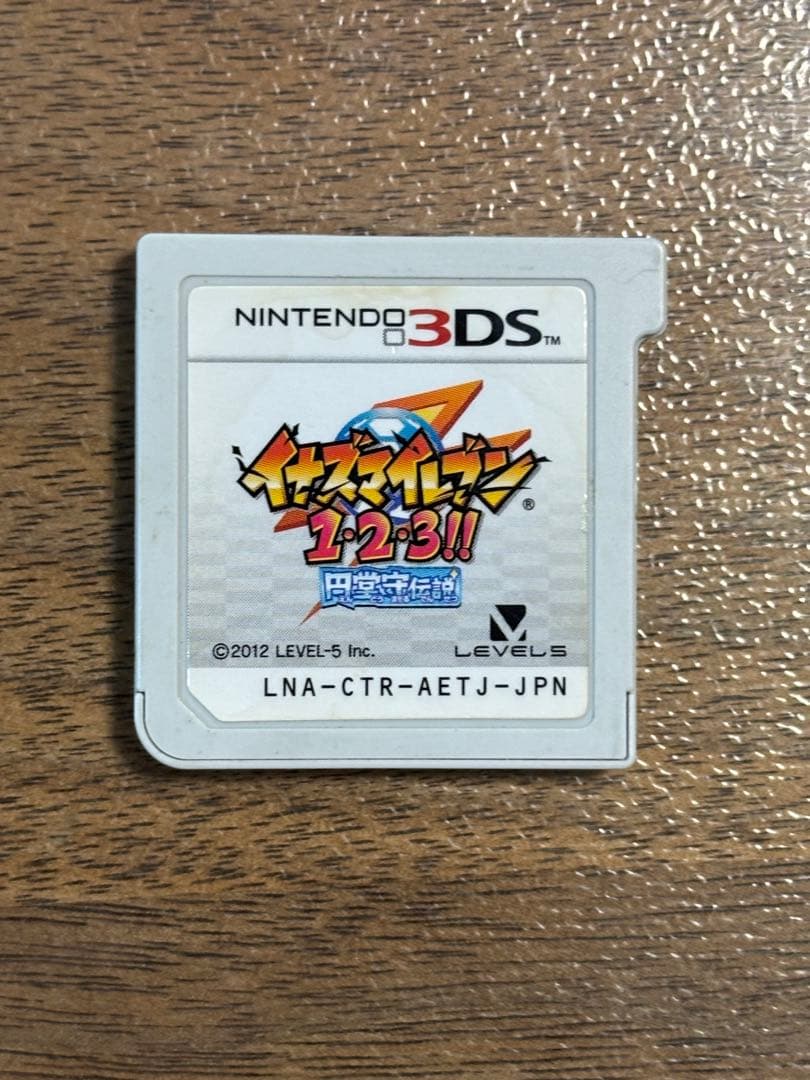 NINTENDO 3DS™
イナズマイレブン®
1・2・3!!
円堂守伝説
©2012 LEVEL-5 Inc.
LEVEL5
LNA-CTR-AETJ-JPN